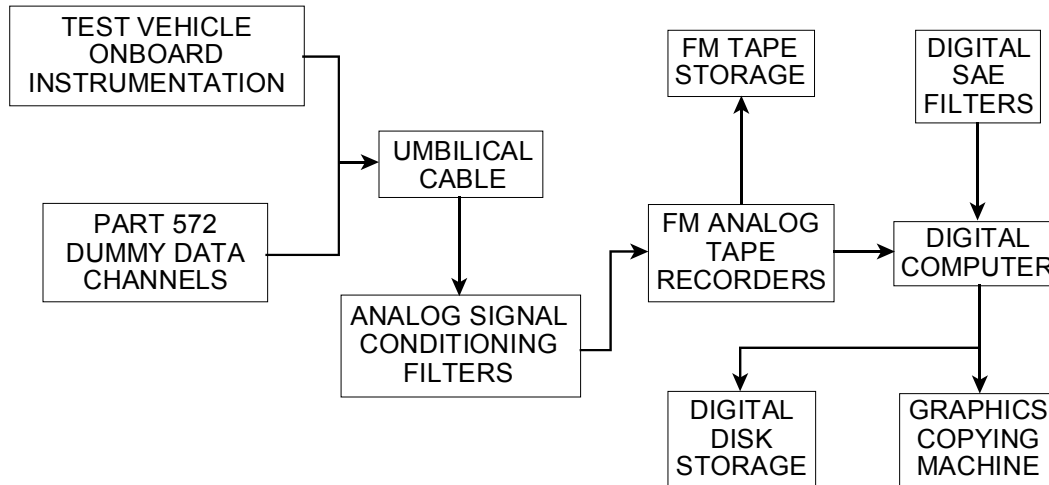 TEST VEHICLE
ONBOARD
INSTRUMENTATION
PART 572
DUMMY DATA
CHANNELS
UMBILICAL
CABLE
ANALOG SIGNAL
CONDITIONING
FILTERS
FM TAPE
STORAGE
FM ANALOG
TAPE
RECORDERS
DIGITAL
SAE
FILTERS
DIGITAL
COMPUTER
DIGITAL
DISK
STORAGE
GRAPHICS
COPYING
MACHINE